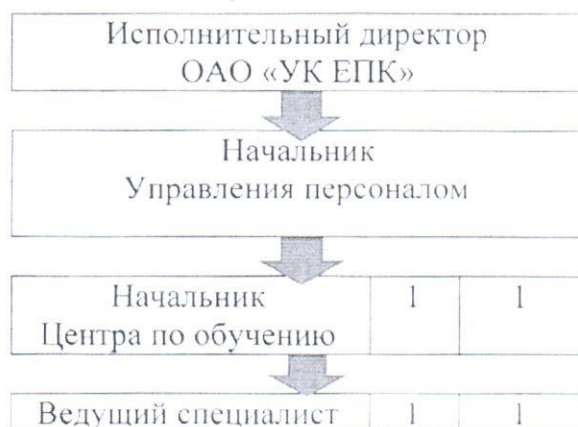 Исполнительный директор
ОАО «УК ЕПК»
Начальник
Управления персоналом
Начальник 1 1
Центра по обучению
Ведущий специалист 1 1